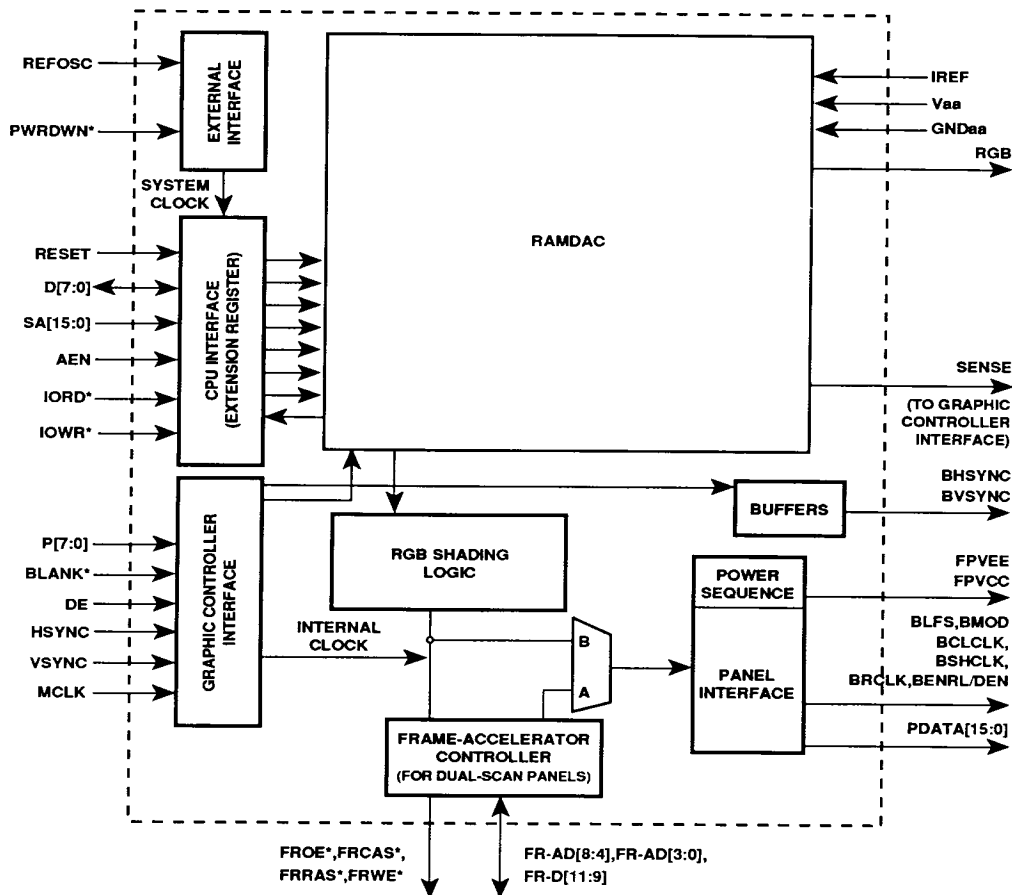 REFOSC
PWRDWN*
EXTERNAL
INTERFACE
SYSTEM
CLOCK
RESET
D[7:0]
SA[15:0]
AEN
IORD*
IOWR*
CPU INTERFACE
(EXTENSION REGISTER)
RAMDAC
IREF
Vaa
GNDaa
RGB
SENSE
(TO GRAPHIC
CONTROLLER
INTERFACE)
P[7:0]
BLANK*
DE
HSYNC
VSYNC
MCLK
GRAPHIC CONTROLLER
INTERFACE
RGB SHADING
LOGIC
INTERNAL
CLOCK
BUFFERS
BHSYNC
BVSYNC
B
A
POWER
SEQUENCE
PANEL
INTERFACE
FPVEE
FPVCC
BLFS,BMOD
BCLCLK,
BSHCLK,
BRCLK,BENRL/DEN
PDATA[15:0]
FRAME-ACCELERATOR
CONTROLLER
(FOR DUAL-SCAN PANELS)
FROE*,FRCAS*,
FRRAS*,FRWE*
FR-AD[8:4],FR-AD[3:0],
FR-D[11:9]